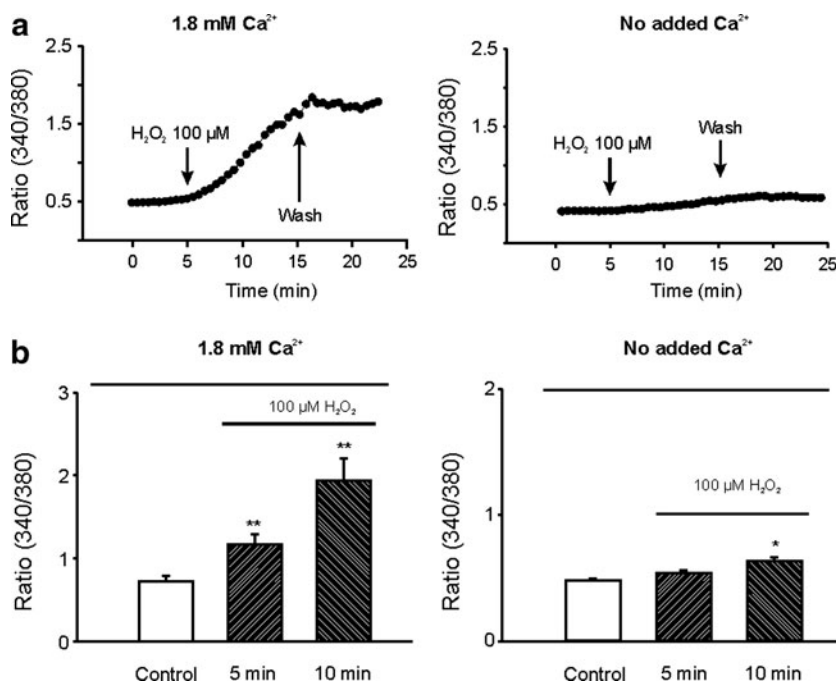 a
1.8 mM Ca²⁺
2.5
1.5
0.5
Ratio (340/380)
H₂O₂ 100 µM
Wash
0 5 10 15 20 25
Time (min)
No added Ca²⁺
2.5
1.5
0.5
Ratio (340/380)
H₂O₂ 100 µM
Wash
0 5 10 15 20 25
Time (min)
b
1.8 mM Ca²⁺
3
2
1
0
Ratio (340/380)
100 µM H₂O₂
**
**
Control 5 min 10 min
No added Ca²⁺
2
1
0
Ratio (340/380)
100 µM H₂O₂
*
Control 5 min 10 min